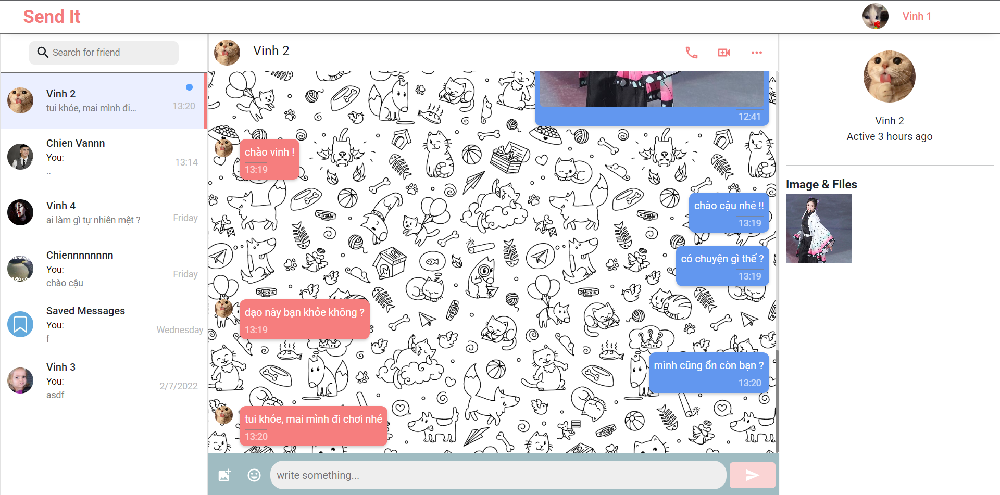 Send It
Vinh 1
Search for friend
Vinh 2
tui khỏe, mai mình đi...
13:20
Chien Vannn
You:
..
13:14
Vinh 4
ai làm gì tự nhiên mệt ?
Friday
Chiennnnnnn
You:
chào cậu
Friday
Saved Messages
You:
f
Wednesday
Vinh 3
You:
asdf
2/7/2022
Vinh 2
12:41
chào vinh !
13:19
chào cậu nhé !!
13:19
có chuyện gì thế ?
13:19
dạo này bạn khỏe không ?
13:19
mình cũng ổn còn bạn ?
13:20
tui khỏe, mai mình đi chơi nhé
13:20
write something...
Vinh 2
Active 3 hours ago
Image & Files